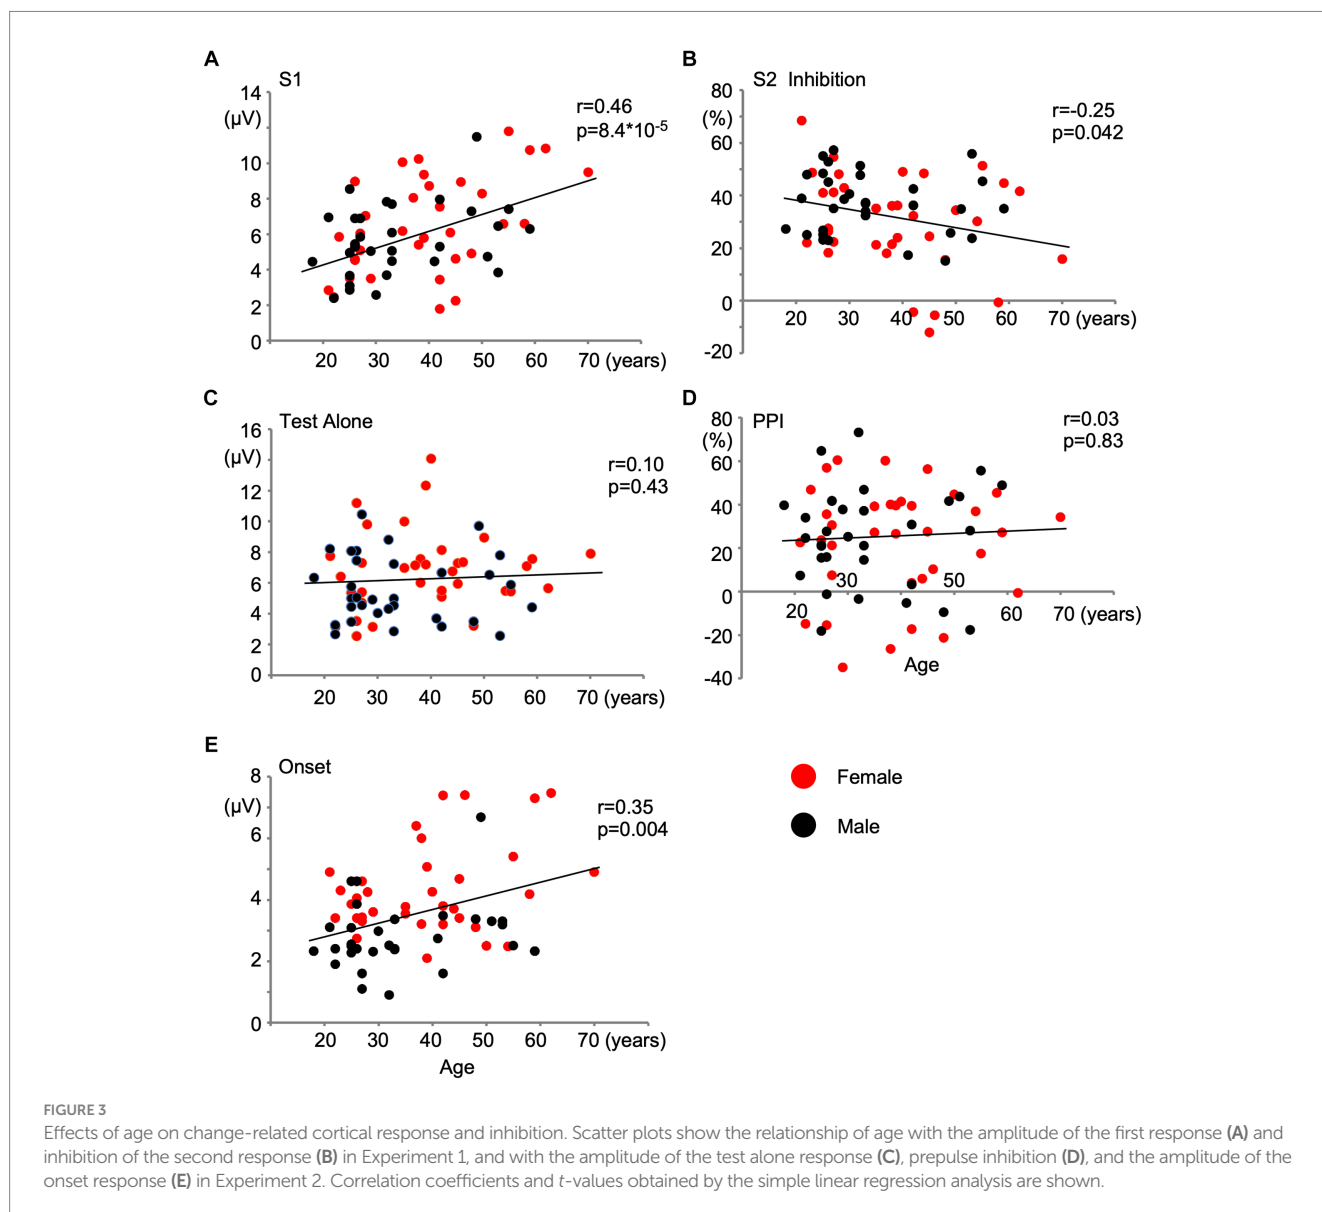 A
S1
14
(µV)
12
10
8
6
4
2
0
20 30 40 50 60 70 (years)
r=0.46
p=8.4*10-5
B
S2 Inhibition
80
(%)
60
40
20
0
-20
20 30 40 50 60 70 (years)
r=-0.25
p=0.042
C
Test Alone
16
(µV)
14
12
10
8
6
4
2
0
20 30 40 50 60 70 (years)
r=0.10
p=0.43
D
PPI
80
(%)
60
40
20
0
-20
-40
30 50
20 60 70 (years)
Age
r=0.03
p=0.83
E
Onset
8
(µV)
6
4
2
0
20 30 40 50 60 70 (years)
Age
r=0.35
p=0.004
Female
Male
FIGURE 3
Effects of age on change-related cortical response and inhibition. Scatter plots show the relationship of age with the amplitude of the first response (A) and
inhibition of the second response (B) in Experiment 1, and with the amplitude of the test alone response (C), prepulse inhibition (D), and the amplitude of the
onset response (E) in Experiment 2. Correlation coefficients and t-values obtained by the simple linear regression analysis are shown.